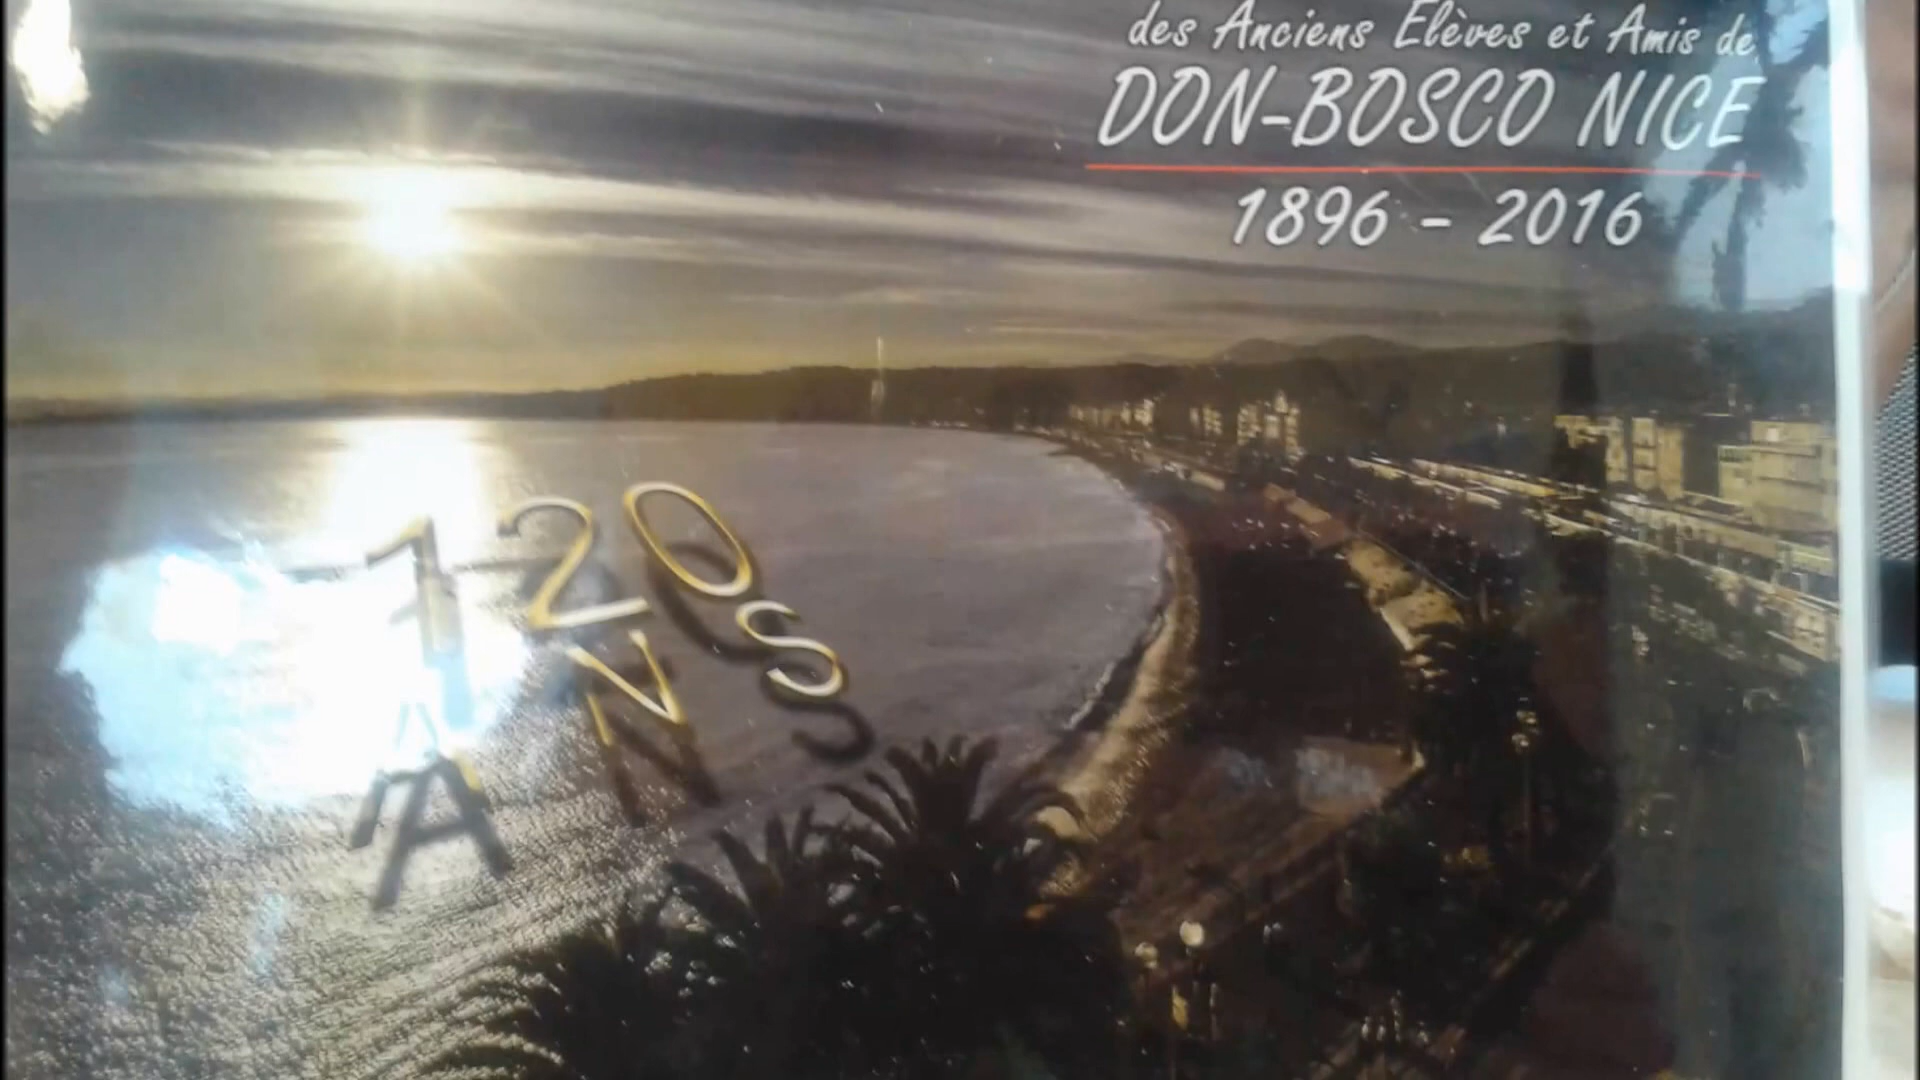 des Anciens Elèves et Amis de
DON-BOSCO NICE
1896 - 2016
120
ANS